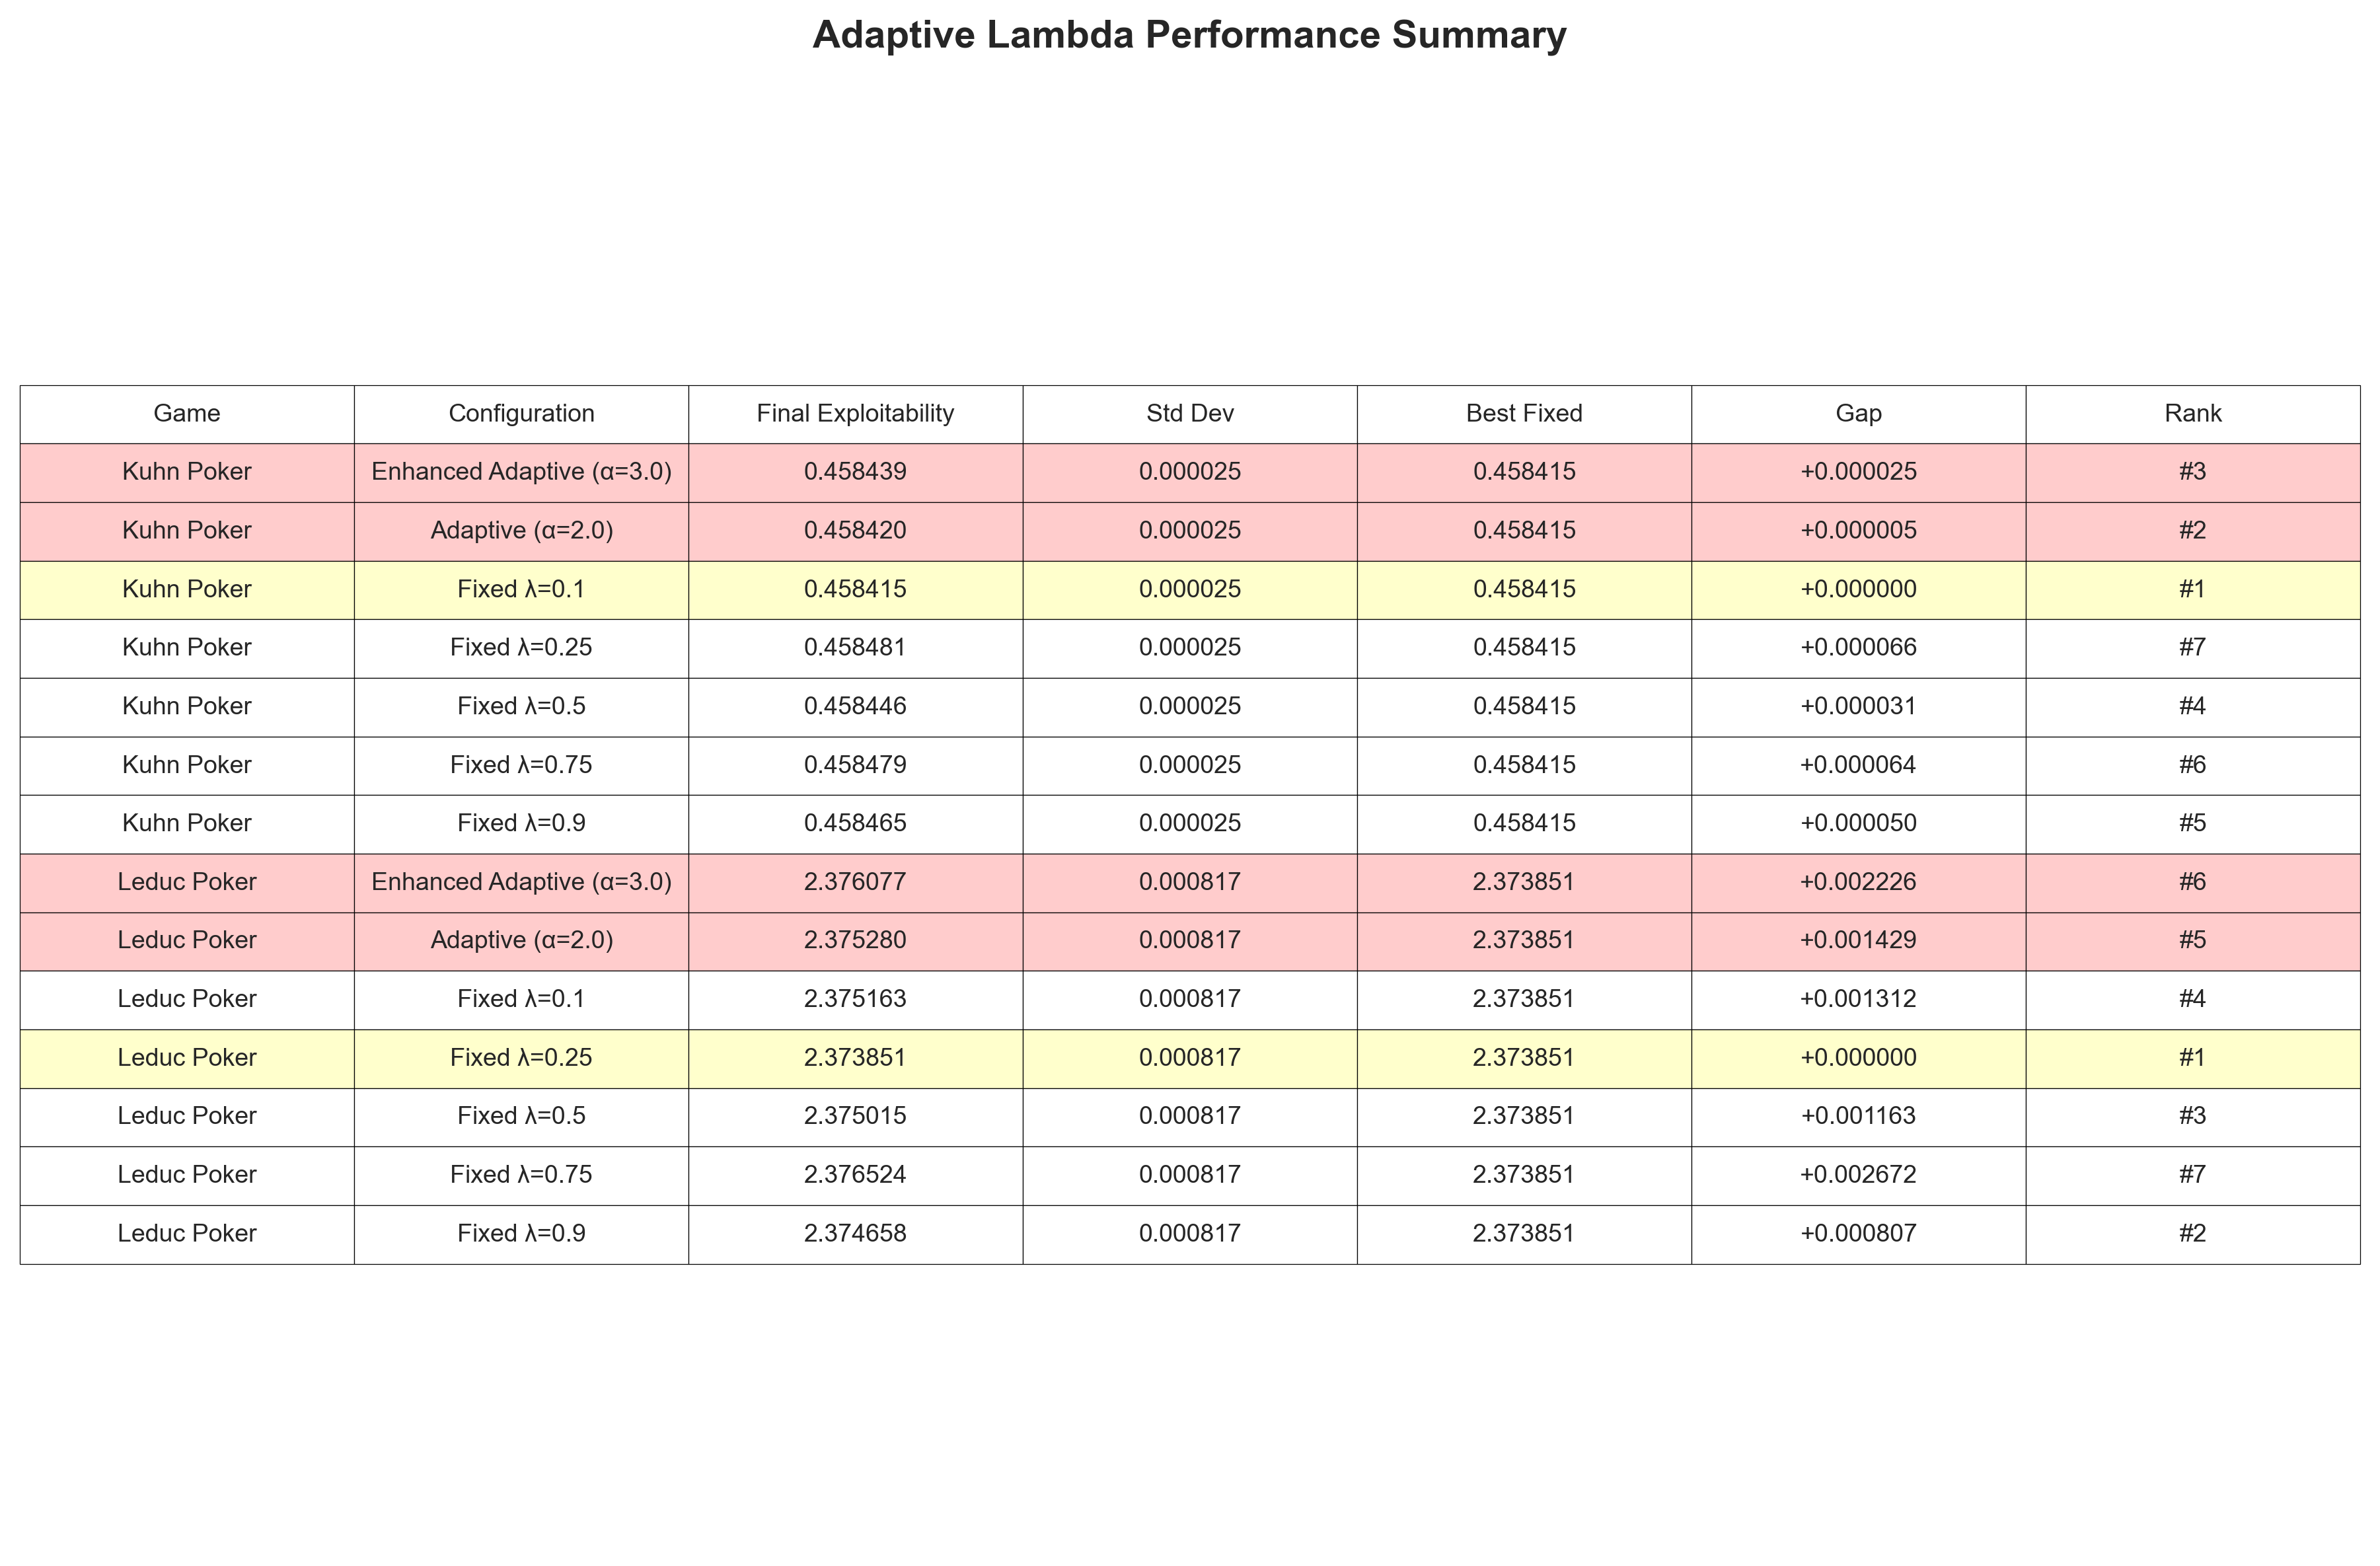 Adaptive Lambda Performance Summary
Game Configuration Final Exploitability Std Dev Best Fixed Gap Rank
Kuhn Poker Enhanced Adaptive (α=3.0) 0.458439 0.000025 0.458415 +0.000025 #3
Kuhn Poker Adaptive (α=2.0) 0.458420 0.000025 0.458415 +0.000005 #2
Kuhn Poker Fixed λ=0.1 0.458415 0.000025 0.458415 +0.000000 #1
Kuhn Poker Fixed λ=0.25 0.458481 0.000025 0.458415 +0.000066 #7
Kuhn Poker Fixed λ=0.5 0.458446 0.000025 0.458415 +0.000031 #4
Kuhn Poker Fixed λ=0.75 0.458479 0.000025 0.458415 +0.000064 #6
Kuhn Poker Fixed λ=0.9 0.458465 0.000025 0.458415 +0.000050 #5
Leduc Poker Enhanced Adaptive (α=3.0) 2.376077 0.000817 2.373851 +0.002226 #6
Leduc Poker Adaptive (α=2.0) 2.375280 0.000817 2.373851 +0.001429 #5
Leduc Poker Fixed λ=0.1 2.375163 0.000817 2.373851 +0.001312 #4
Leduc Poker Fixed λ=0.25 2.373851 0.000817 2.373851 +0.000000 #1
Leduc Poker Fixed λ=0.5 2.375015 0.000817 2.373851 +0.001163 #3
Leduc Poker Fixed λ=0.75 2.376524 0.000817 2.373851 +0.002672 #7
Leduc Poker Fixed λ=0.9 2.374658 0.000817 2.373851 +0.000807 #2